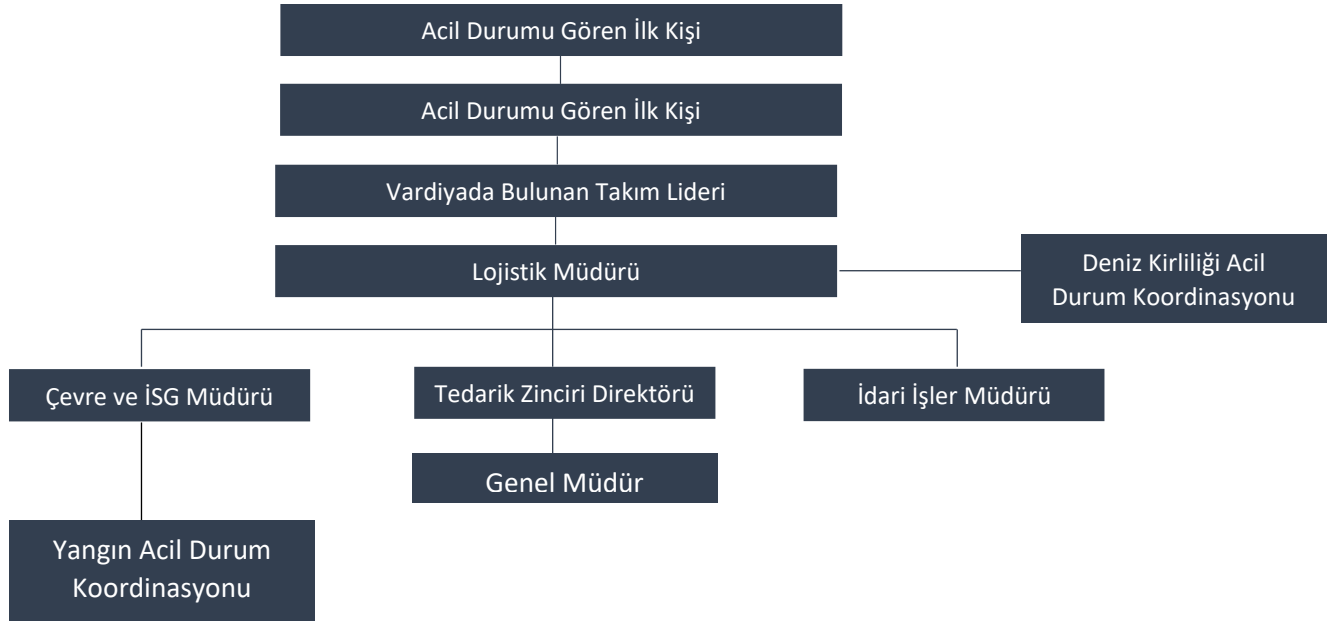 Acil Durumu Gören İlk Kişi
Acil Durumu Gören İlk Kişi
Vardiyada Bulunan Takım Lideri
Lojistik Müdürü
Deniz Kirliliği Acil
Durum Koordinasyonu
Çevre ve İSG Müdürü
Tedarik Zinciri Direktörü
İdari İşler Müdürü
Genel Müdür
Yangın Acil Durum
Koordinasyonu